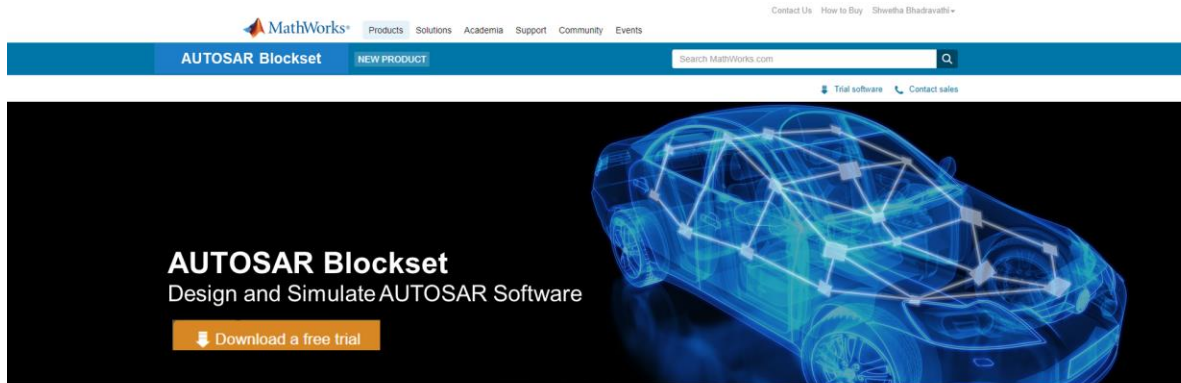 Contact Us How to Buy Shwetha Bhadravathi
MathWorks® Products Solutions Academia Support Community Events
AUTOSAR Blockset NEW PRODUCT Search MathWorks.com
Trial software Contact sales
AUTOSAR Blockset
Design and Simulate AUTOSAR Software
Download a free trial